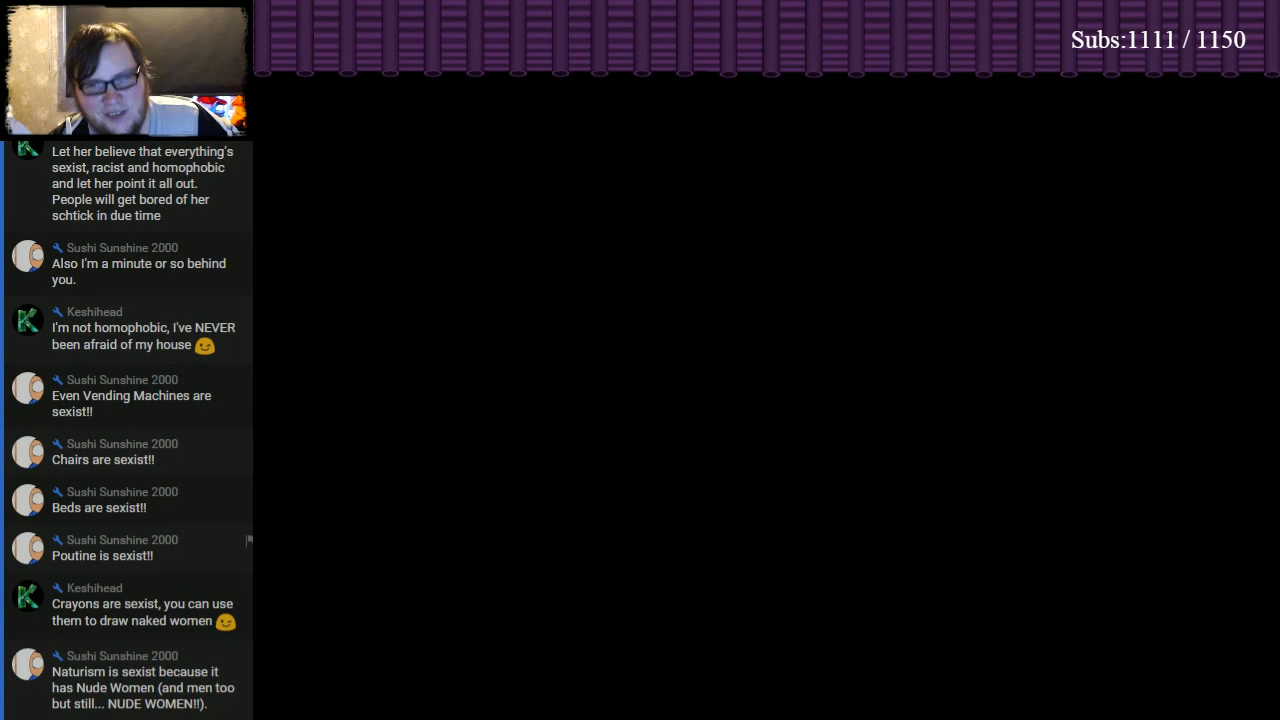 Subs:1111 / 1150
Let her believe that everything's
sexist, racist and homophobic
and let her point it all out.
People will get bored of her
schtick in due time
Sushi Sunshine 2000
Also I'm a minute or so behind
you.
Keshihead
I'm not homophobic, I've NEVER
been afraid of my house
Sushi Sunshine 2000
Even Vending Machines are
sexist!!
Sushi Sunshine 2000
Chairs are sexist!!
Sushi Sunshine 2000
Beds are sexist!!
Sushi Sunshine 2000
Poutine is sexist!!
Keshihead
Crayons are sexist, you can use
them to draw naked women
Sushi Sunshine 2000
Naturism is sexist because it
has Nude Women (and men too
but still... NUDE WOMEN!!).